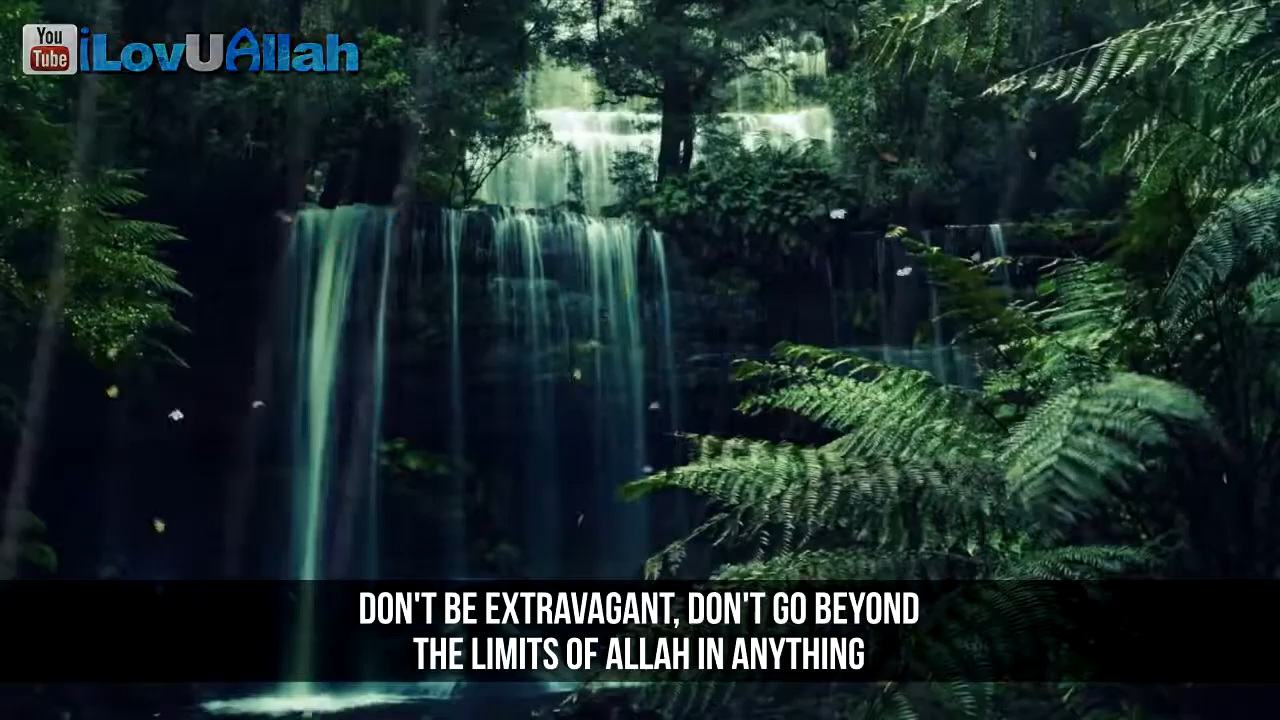 You
Tube
iLovUAllah
DON'T BE EXTRAVAGANT, DON'T GO BEYOND
THE LIMITS OF ALLAH IN ANYTHING